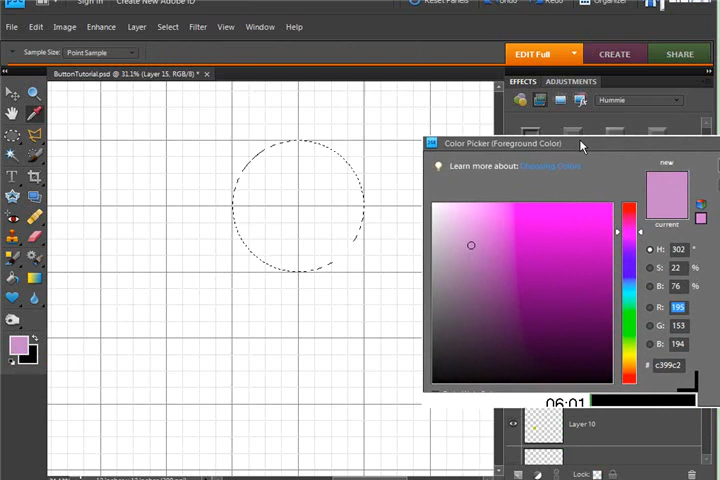 Sign In
Create New Adobe ID
Reset Panels
Undo
Redo
Organizer
File Edit Image Enhance Layer Select Filter View Window Help
Sample Size: Point Sample
EDIT Full
CREATE
SHARE
ButtonTutorial.psd @ 31.1% (Layer 15, RGB/8) *
EFFECTS
ADJUSTMENTS
Hummie
Color Picker (Foreground Color)
Learn more about: Choosing Color
new
current
H: 302 °
S: 22 %
B: 76 %
R: 195
G: 153
B: 194
# c399c2
06:01
Layer 10
Lock: